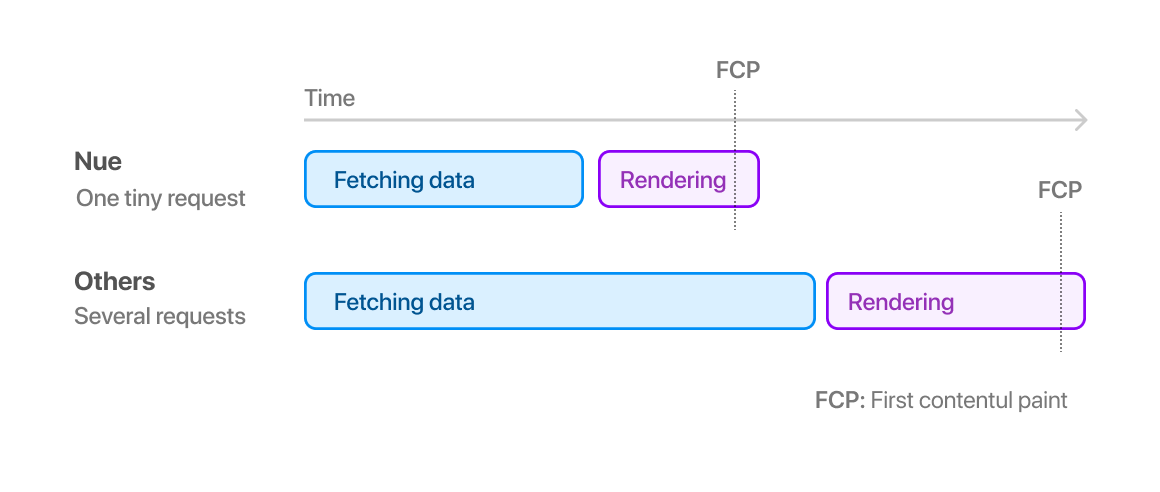 FCP
Time
Nue
Fetching data
Rendering
One tiny request
FCP
Others
Fetching data
Rendering
Several requests
FCP: First contentul paint